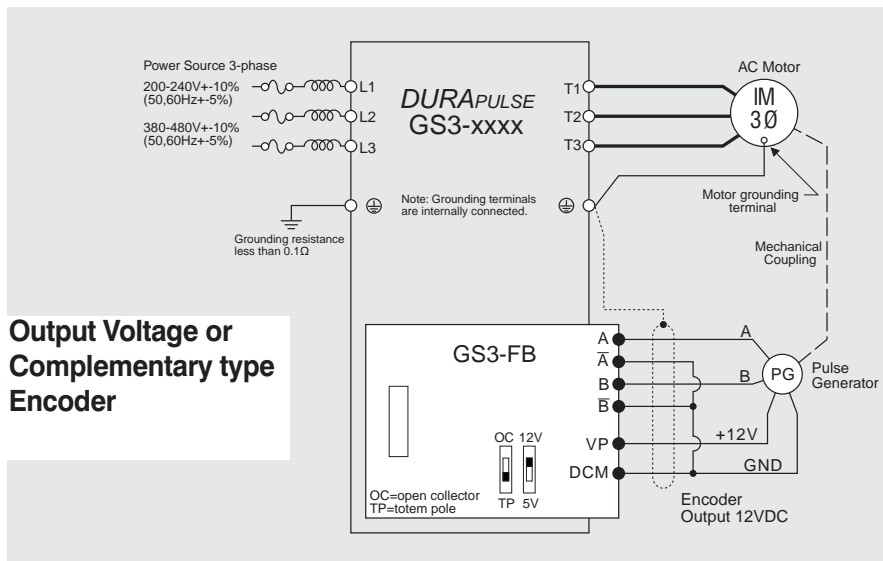 Power Source 3-phase
200-240V+-10%
(50,60Hz+-5%)
380-480V+-10%
(50,60Hz+-5%)
L1
L2
L3
DURAPULSE
GS3-xxxx
T1
T2
T3
AC Motor
IM
3Ø
Motor grounding
terminal
Note: Grounding terminals
are internally connected.
Grounding resistance
less than 0.1Ω
Mechanical
Coupling
Output Voltage or
Complementary type
Encoder
GS3-FB
A
A̅
B
B̅
VP
DCM
A
B
+12V
GND
PG
Pulse
Generator
OC 12V
TP 5V
OC=open collector
TP=totem pole
Encoder
Output 12VDC